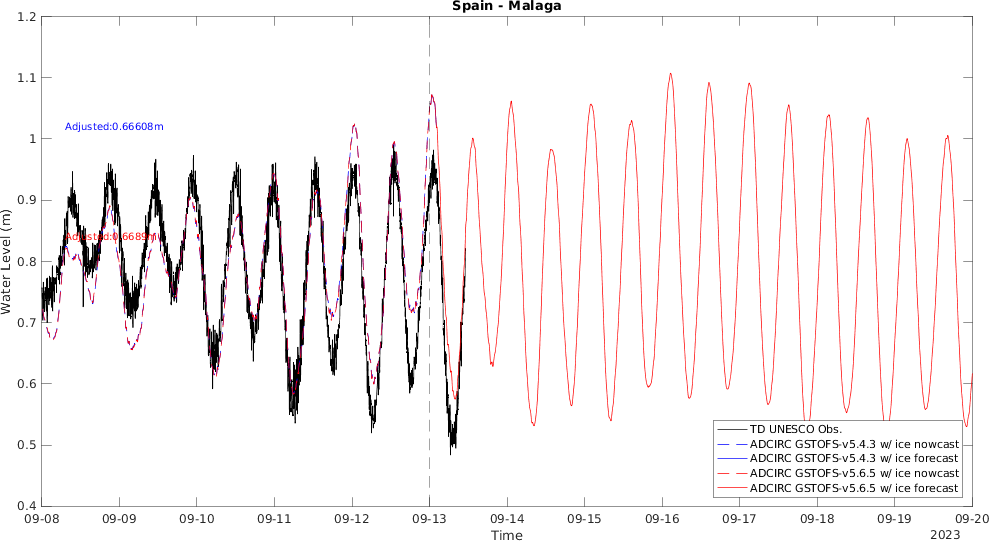 Spain - Malaga
1.2
1.1
1
0.9
0.8
0.7
0.6
0.5
0.4
Water Level (m)
Adjusted:0.66608m
Adjusted:0.6689m
TD UNESCO Obs.
ADCIRC GSTOFS-v5.4.3 w/ ice nowcast
ADCIRC GSTOFS-v5.4.3 w/ ice forecast
ADCIRC GSTOFS-v5.6.5 w/ ice nowcast
ADCIRC GSTOFS-v5.6.5 w/ ice forecast
09-08 09-09 09-10 09-11 09-12 09-13 09-14 09-15 09-16 09-17 09-18 09-19 09-20
Time
2023